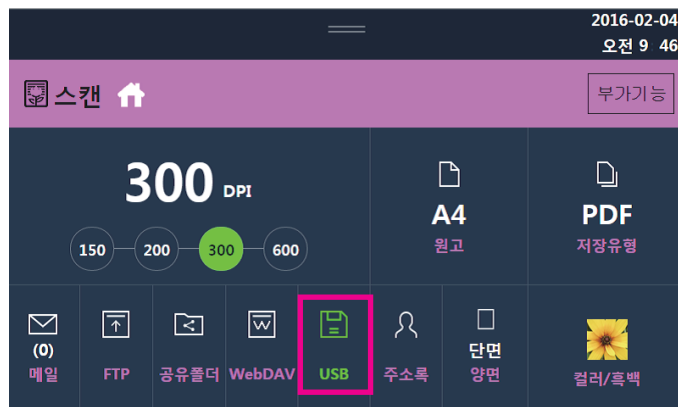 2016-02-04
오전 9 46
스캔
부가기능
300 DPI
150 200 300 600
A4
원고
PDF
저장유형
(0)
메일
FTP
공유폴더
WebDAV
USB
주소록
단면
양면
컬러/흑백